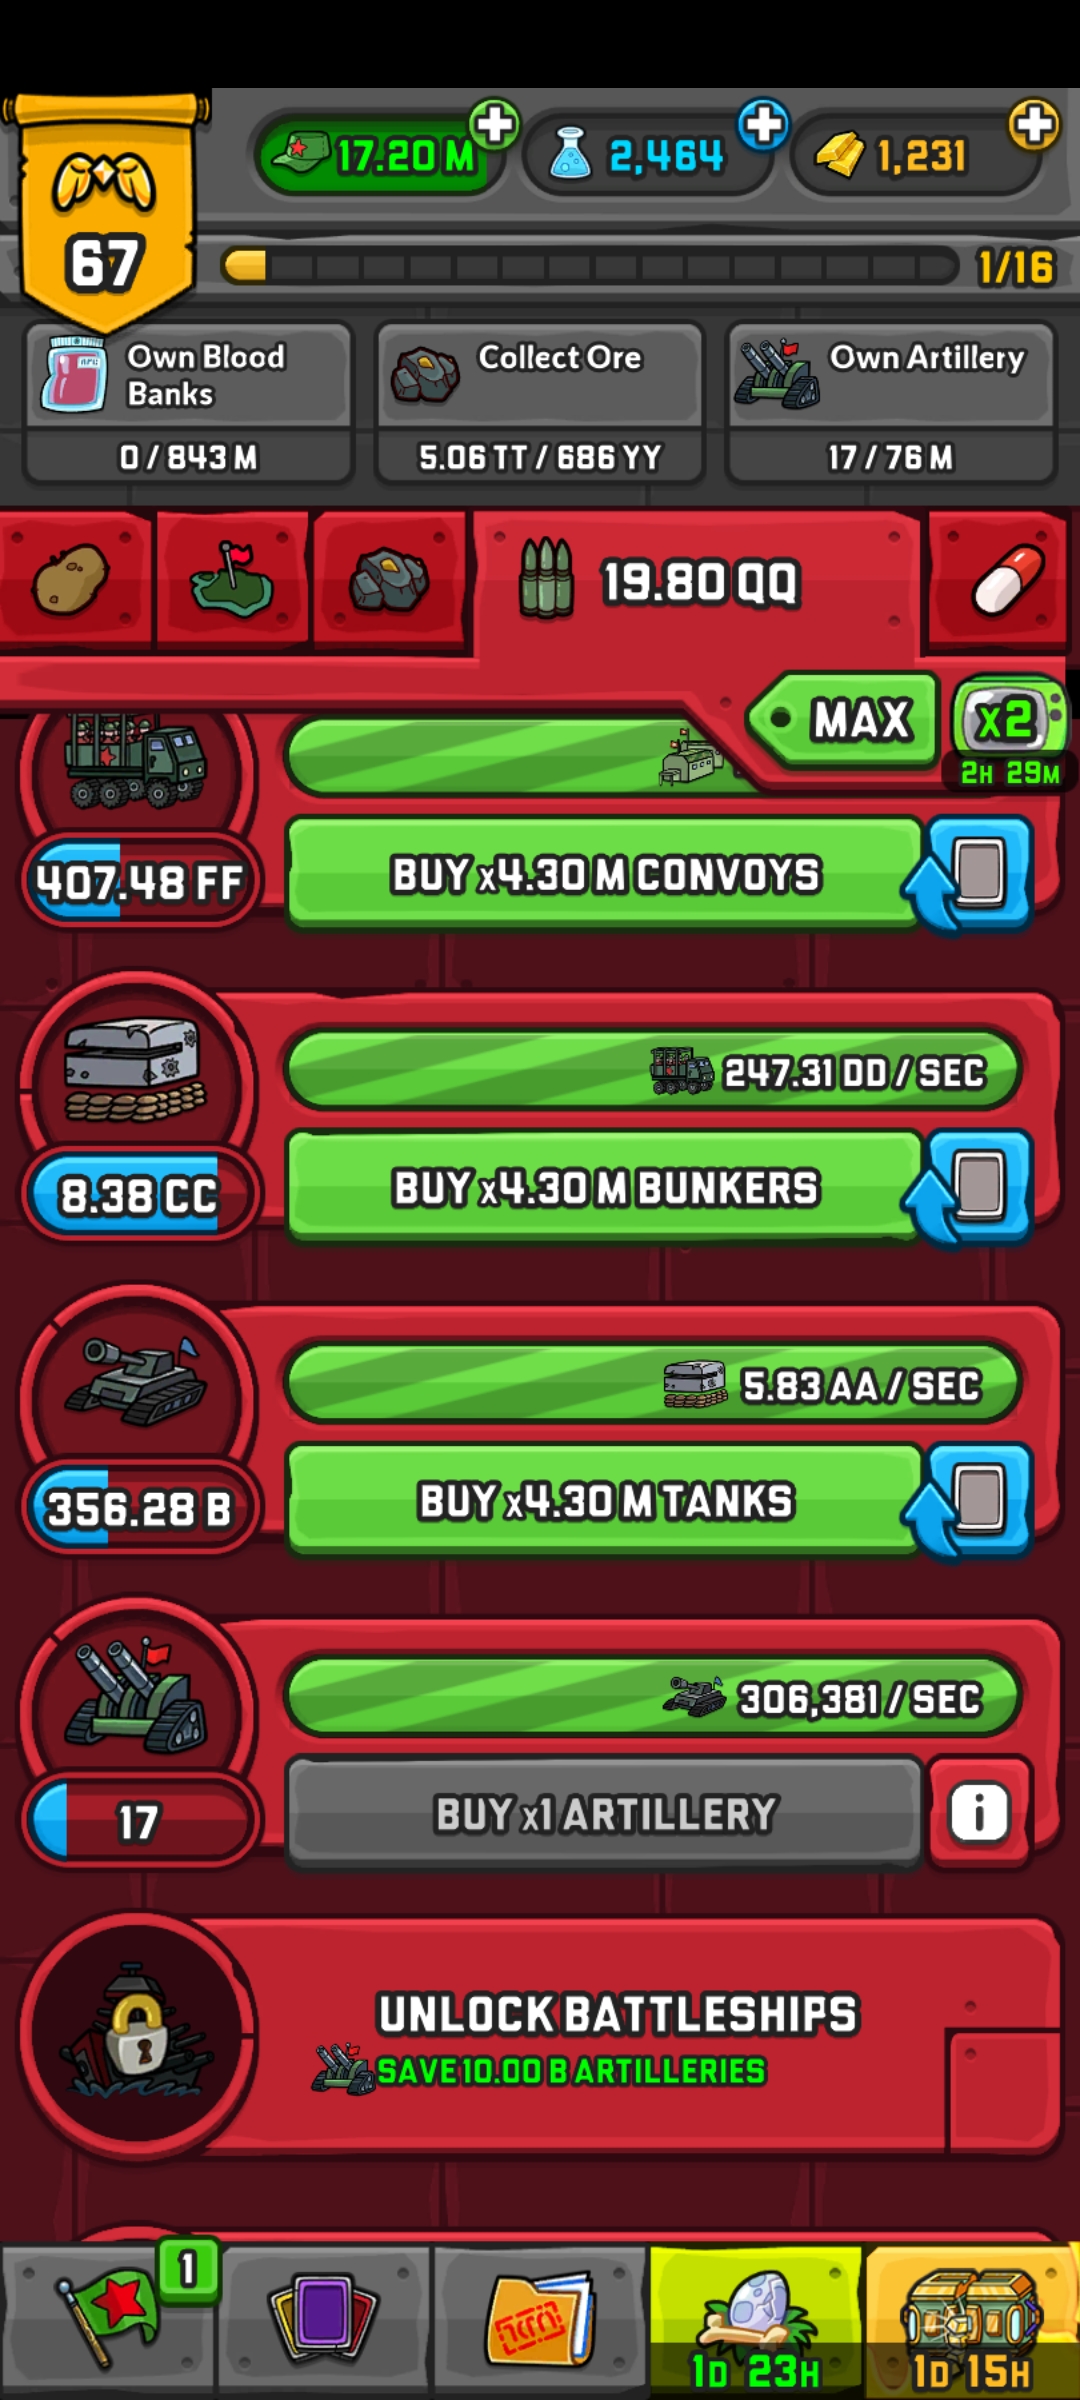 17.20 M
2,464
1,231
67
1/16
Own Blood
Banks
Collect Ore
Own Artillery
0 / 843 M
5.06 TT / 686 YY
17 / 76 M
19.80 QQ
MAX
x2
2H 29M
407.48 FF
BUY x4.30 M CONVOYS
247.31 DD / SEC
8.38 CC
BUY x4.30 M BUNKERS
5.83 AA / SEC
356.28 B
BUY x4.30 M TANKS
306,381 / SEC
17
BUY x1 ARTILLERY
i
UNLOCK BATTLESHIPS
SAVE 10.00 B ARTILLERIES
1
1D 23H
1D 15H